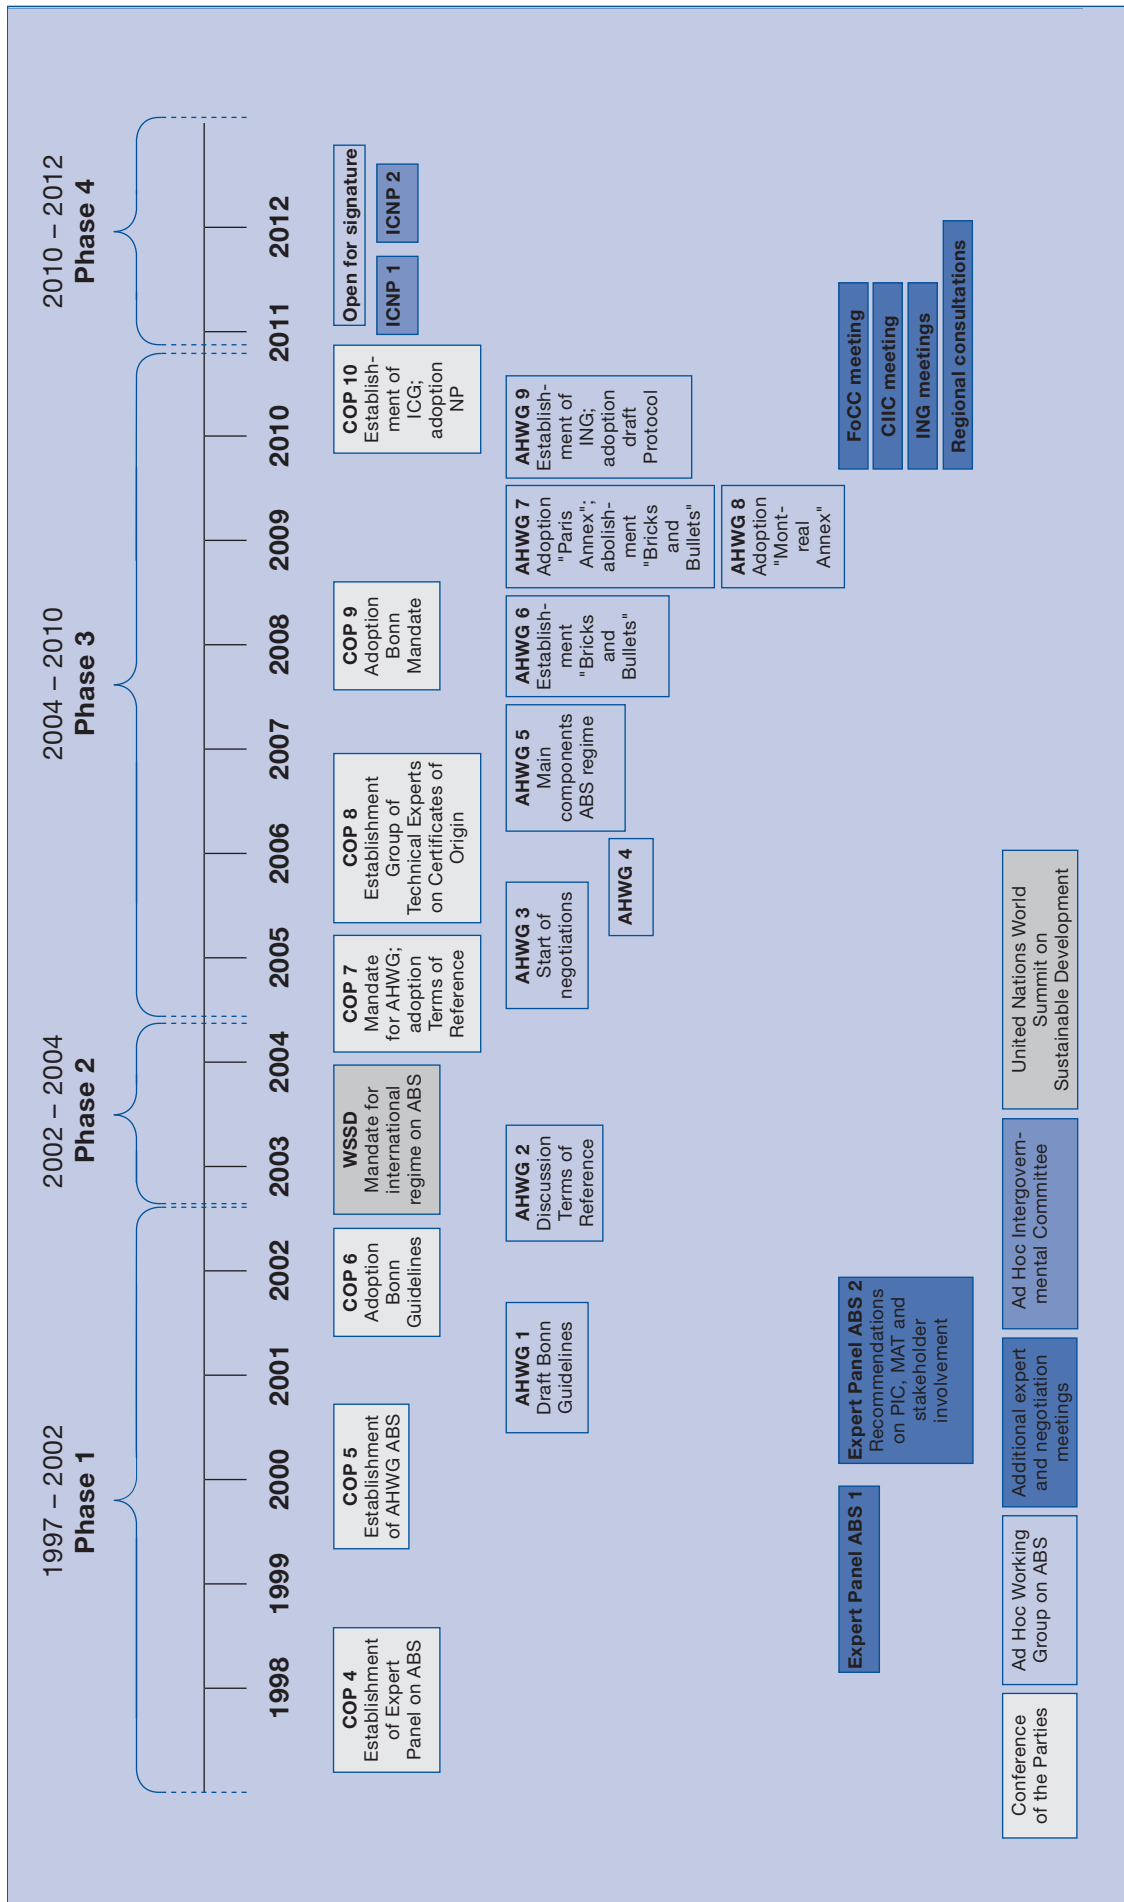 1997 – 2002
Phase 1
2002 – 2004
Phase 2
2004 – 2010
Phase 3
2010 – 2012
Phase 4
1998
1999
2000
2001
2002
2003
2004
2005
2006
2007
2008
2009
2010
2011
2012
COP 4
Establishment
of Expert
Panel on ABS
COP 5
Establishment
of AHWG ABS
COP 6
Adoption
Bonn
Guidelines
WSSD
Mandate for
international
regime on ABS
COP 7
Mandate
for AHWG;
adoption
Terms of
Reference
COP 8
Establishment
Group of
Technical Experts
on Certificates of
Origin
COP 9
Adoption
Bonn
Mandate
COP 10
Establish-
ment of
ICG;
adoption
NP
Open for signature
ICNP 1
ICNP 2
AHWG 1
Draft Bonn
Guidelines
AHWG 2
Discussion
Terms of
Reference
AHWG 3
Start of
negotiations
AHWG 4
AHWG 5
Main
components
ABS regime
AHWG 6
Establish-
ment
"Bricks
and
Bullets"
AHWG 7
Adoption
"Paris
Annex";
abolish-
ment
"Bricks
and
Bullets"
AHWG 8
Adoption
"Mont-
real
Annex"
AHWG 9
Establish-
ment of
ING;
adoption
draft
Protocol
Expert Panel ABS 1
Expert Panel ABS 2
Recommendations
on PIC, MAT and
stakeholder
involvement
FoCC meeting
CIIC meeting
ING meetings
Regional consultations
Conference
of the Parties
Ad Hoc Working
Group on ABS
Additional expert
and negotiation
meetings
Ad Hoc Intergovern-
mental Committee
United Nations World
Summit on
Sustainable Development